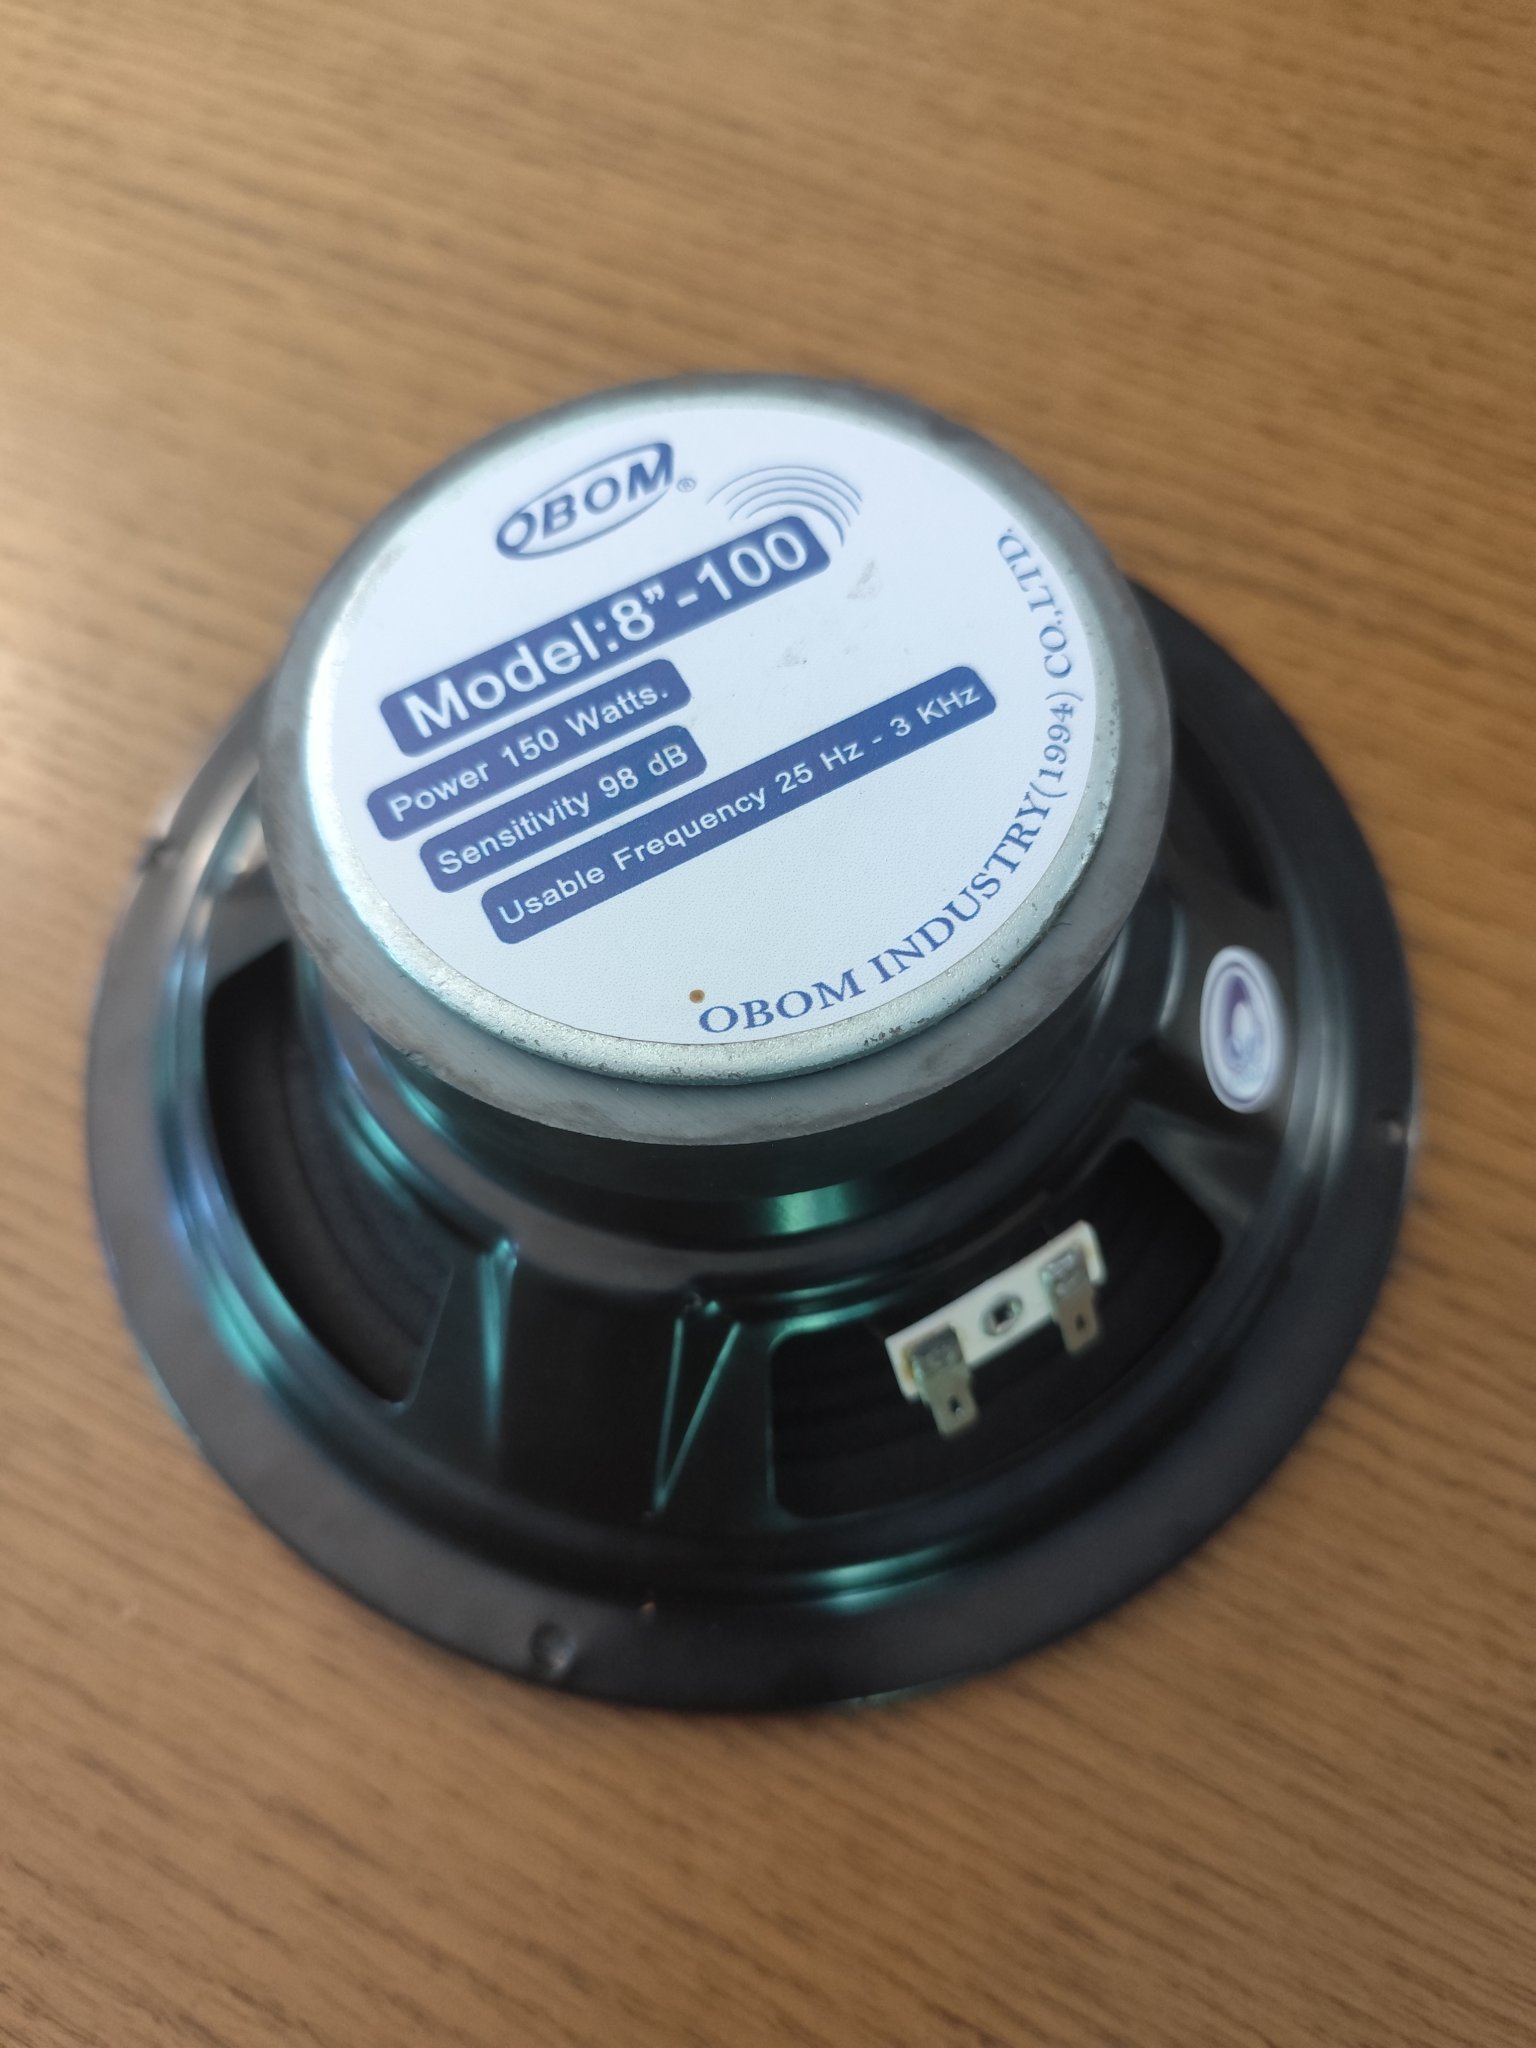 OBOM®
Model:8”-100
Power 150 Watts.
Sensitivity 98 dB
Usable Frequency 25 Hz - 3 KHz
OBOM INDUSTRY(1994) CO.,LTD.